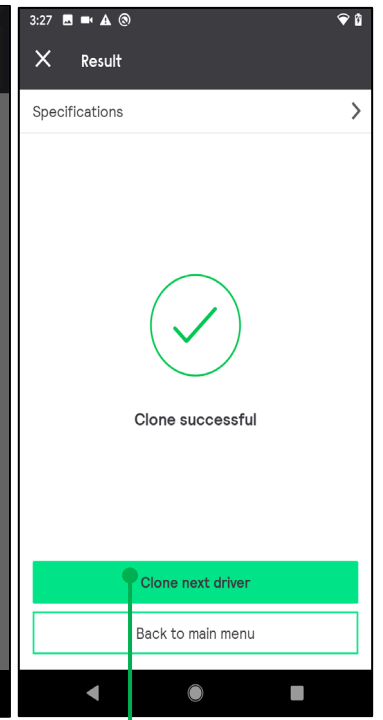 3:27
Result
Specifications
Clone successful
Clone next driver
Back to main menu